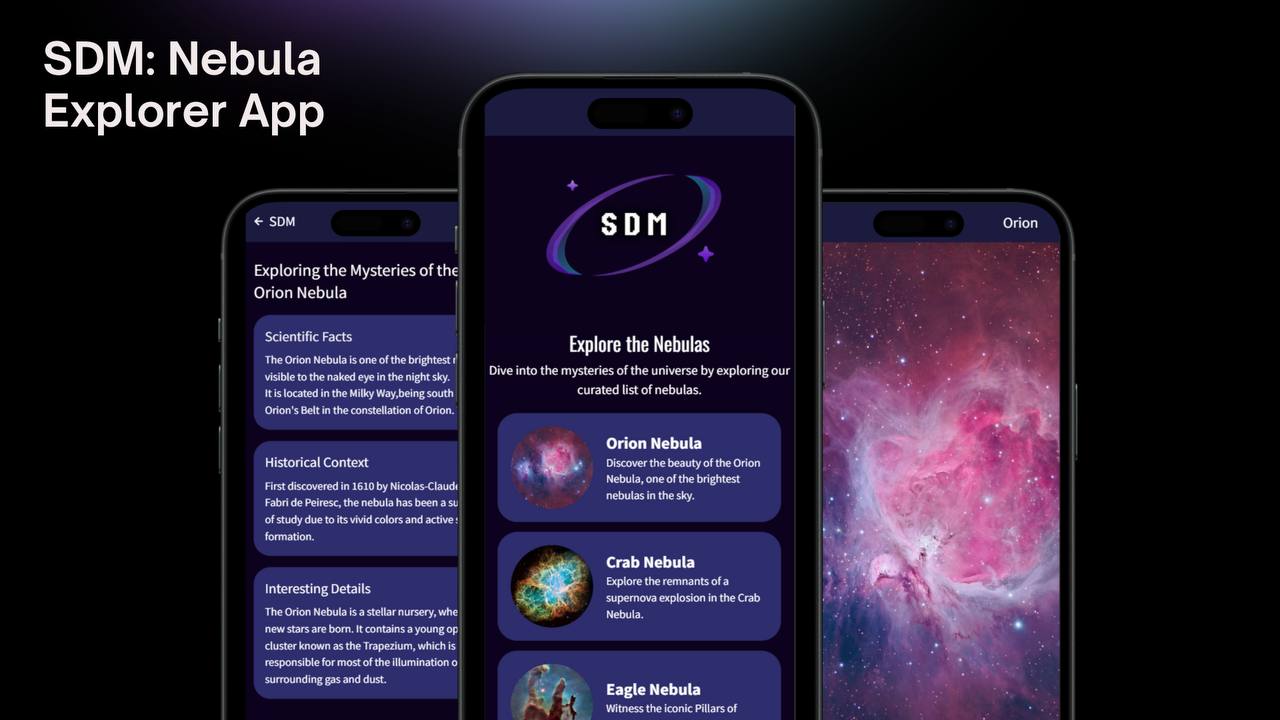 SDM: Nebula
Explorer App
← SDM
Exploring the Mysteries of the
Orion Nebula
Scientific Facts
The Orion Nebula is one of the brightest
visible to the naked eye in the night sky.
It is located in the Milky Way,being south
Orion's Belt in the constellation of Orion.
Historical Context
First discovered in 1610 by Nicolas-Claude
Fabri de Peiresc, the nebula has been a
of study due to its vivid colors and active
formation.
Interesting Details
The Orion Nebula is a stellar nursery,
new stars are born. It contains a young
cluster known as the Trapezium, which is
responsible for most of the illumination
surrounding gas and dust.
SDM
Explore the Nebulas
Dive into the mysteries of the universe by exploring our
curated list of nebulas.
Orion Nebula
Discover the beauty of the Orion
Nebula, one of the brightest
nebulas in the sky.
Crab Nebula
Explore the remnants of a
supernova explosion in the Crab
Nebula.
Eagle Nebula
Witness the iconic Pillars of
Orion